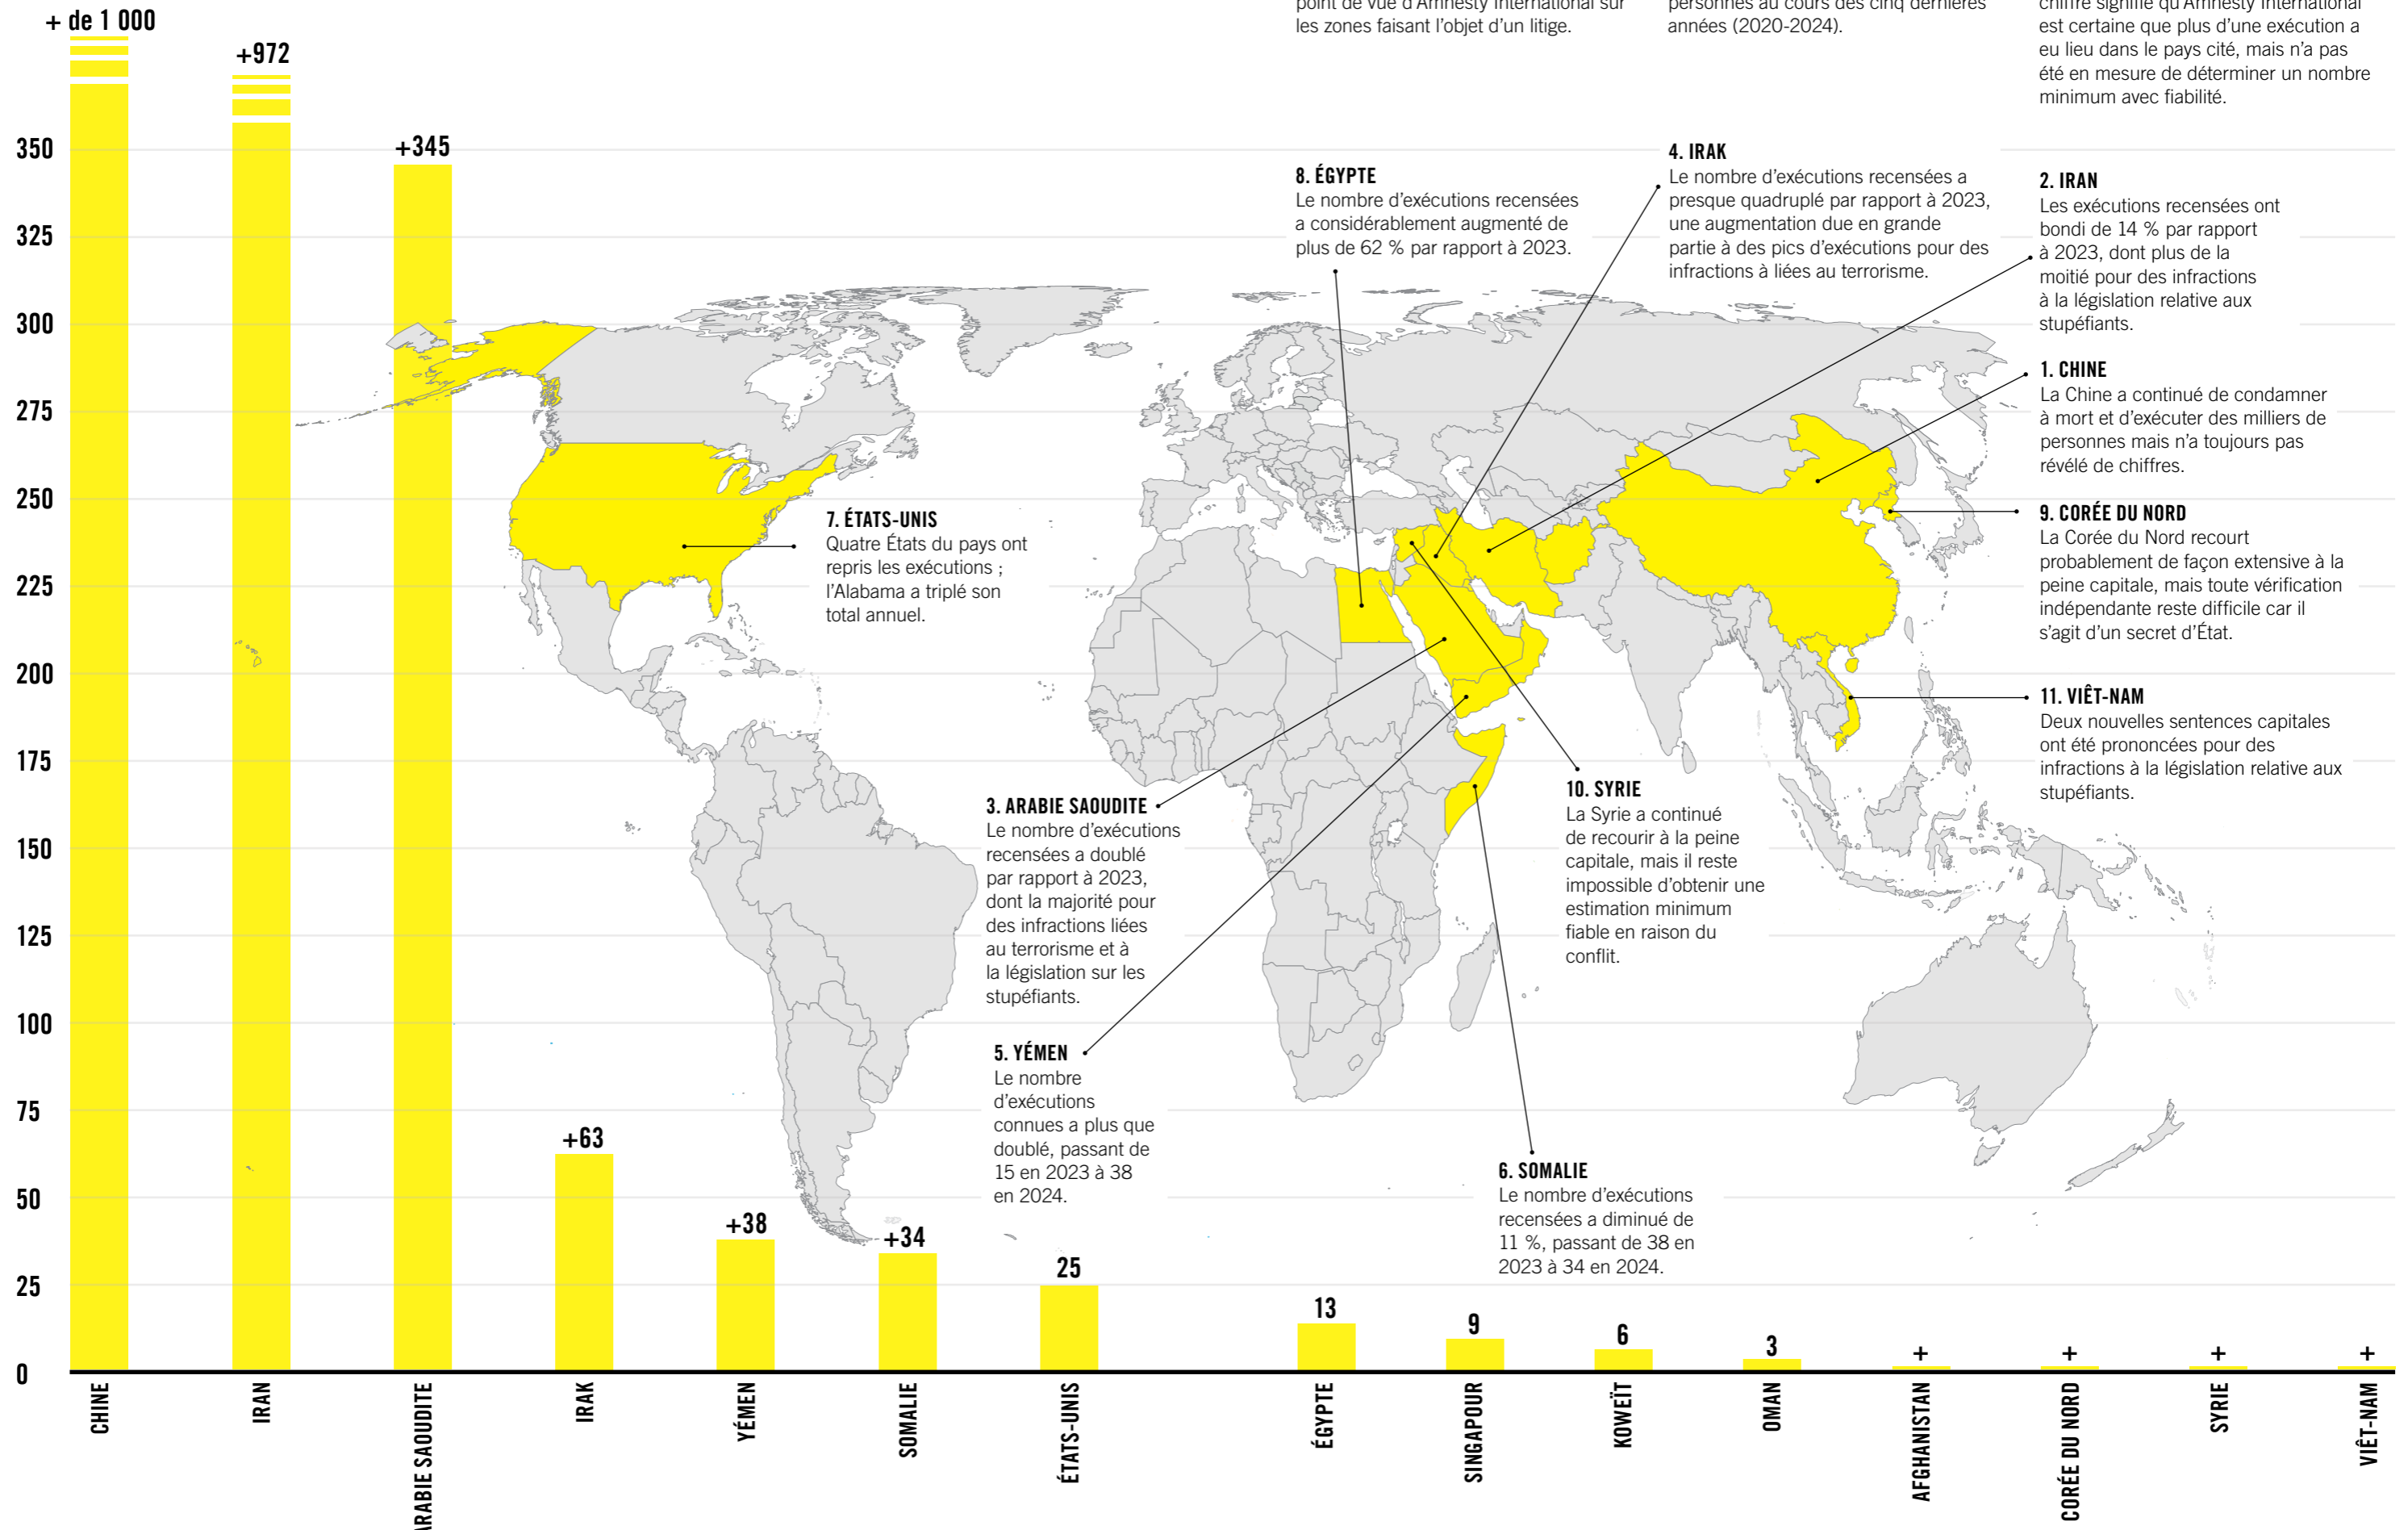 point de vue d'Amnesty International sur
les zones faisant l'objet d'un litige.
personnes au cours des cinq dernières
années (2020-2024).
chiffre signifie qu'Amnesty International
est certaine que plus d'une exécution a
eu lieu dans le pays cité, mais n'a pas
été en mesure de déterminer un nombre
minimum avec fiabilité.
+ de 1 000
+972
+345
+63
+38
+34
25
13
9
6
3
+
+
+
+
350
325
300
275
250
225
200
175
150
125
100
75
50
25
0
8. ÉGYPTE
Le nombre d'exécutions recensées
a considérablement augmenté de
plus de 62 % par rapport à 2023.
4. IRAK
Le nombre d'exécutions recensées a
presque quadruplé par rapport à 2023,
une augmentation due en grande
partie à des pics d'exécutions pour des
infractions à liées au terrorisme.
2. IRAN
Les exécutions recensées ont
bondi de 14 % par rapport
à 2023, dont plus de la
moitié pour des infractions
à la législation relative aux
stupéfiants.
1. CHINE
La Chine a continué de condamner
à mort et d'exécuter des milliers de
personnes mais n'a toujours pas
révélé de chiffres.
9. CORÉE DU NORD
La Corée du Nord recourt
probablement de façon extensive à la
peine capitale, mais toute vérification
indépendante reste difficile car il
s'agit d'un secret d'État.
11. VIÊT-NAM
Deux nouvelles sentences capitales
ont été prononcées pour des
infractions à la législation relative aux
stupéfiants.
7. ÉTATS-UNIS
Quatre États du pays ont
repris les exécutions ;
l'Alabama a triplé son
total annuel.
3. ARABIE SAOUDITE
Le nombre d'exécutions
recensées a doublé
par rapport à 2023,
dont la majorité pour
des infractions liées
au terrorisme et à
la législation sur les
stupéfiants.
10. SYRIE
La Syrie a continué
de recourir à la peine
capitale, mais il reste
impossible d'obtenir une
estimation minimum
fiable en raison du
conflit.
5. YÉMEN
Le nombre
d'exécutions
connues a plus que
doublé, passant de
15 en 2023 à 38
en 2024.
6. SOMALIE
Le nombre d'exécutions
recensées a diminué de
11 %, passant de 38 en
2023 à 34 en 2024.
CHINE
IRAN
ARABIE SAOUDITE
IRAK
YÉMEN
SOMALIE
ÉTATS-UNIS
ÉGYPTE
SINGAPOUR
KOWEÏT
OMAN
AFGHANISTAN
CORÉE DU NORD
SYRIE
VIÊT-NAM